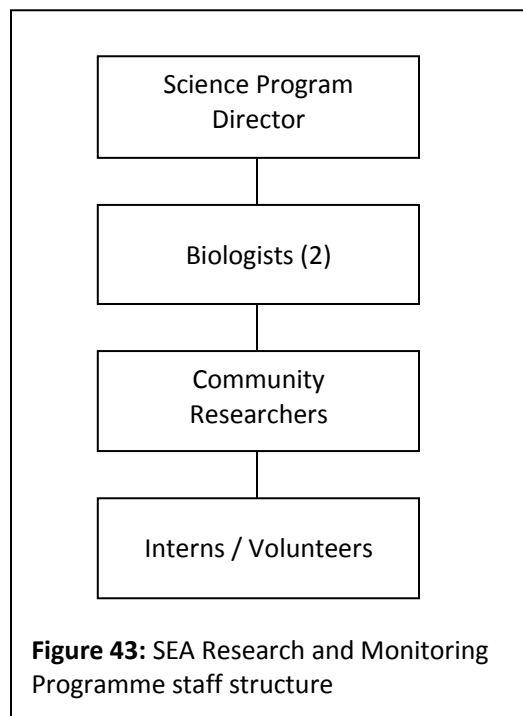 Science Program
Director
Biologists (2)
Community
Researchers
Interns / Volunteers
Figure 43: SEA Research and Monitoring
Programme staff structure